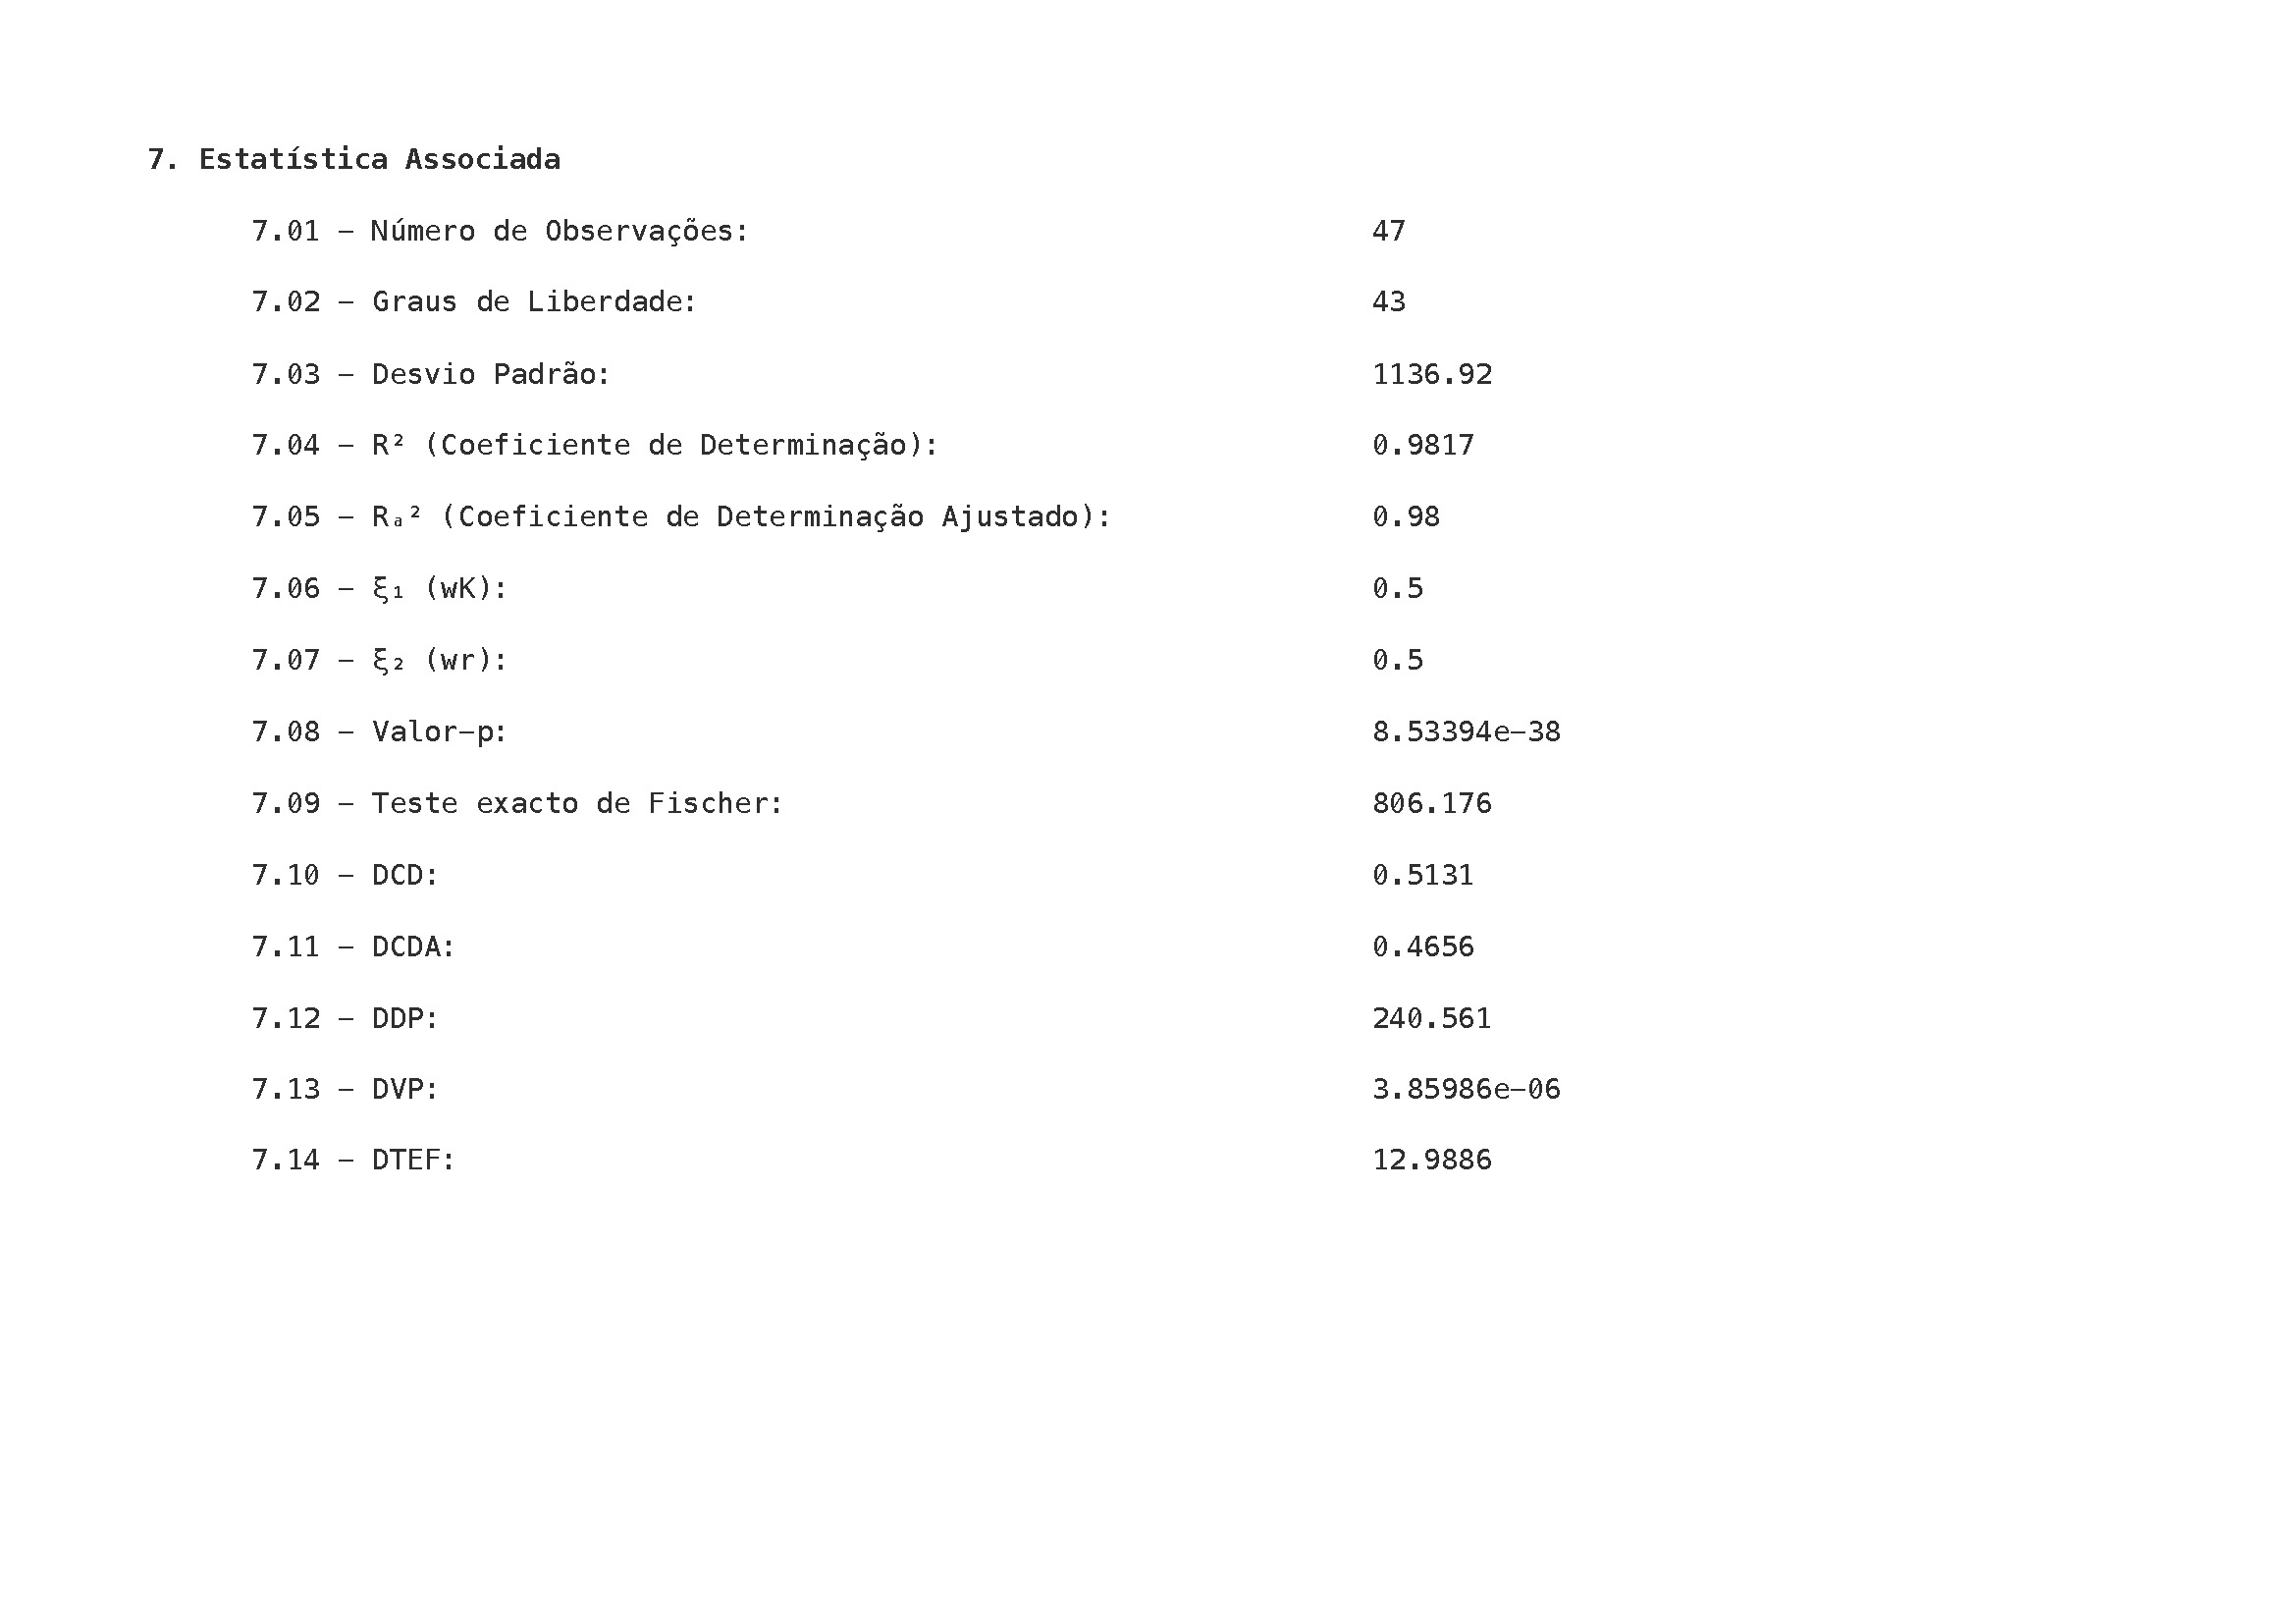 7. Estatística Associada
7.01 – Número de Observações: 47
7.02 – Graus de Liberdade: 43
7.03 – Desvio Padrão: 1136.92
7.04 – R² (Coeficiente de Determinação): 0.9817
7.05 – Rₐ² (Coeficiente de Determinação Ajustado): 0.98
7.06 – ξ₁ (wK): 0.5
7.07 – ξ₂ (wr): 0.5
7.08 – Valor–p: 8.53394e–38
7.09 – Teste exacto de Fischer: 806.176
7.10 – DCD: 0.5131
7.11 – DCDA: 0.4656
7.12 – DDP: 240.561
7.13 – DVP: 3.85986e–06
7.14 – DTEF: 12.9886